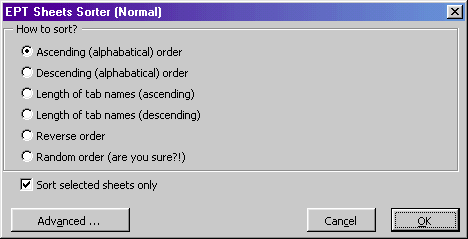 EPT Sheets Sorter (Normal)
How to sort?
Ascending (alphabatical) order
Descending (alphabatical) order
Length of tab names (ascending)
Length of tab names (descending)
Reverse order
Random order (are you sure?!)
Sort selected sheets only
Advanced ... Cancel OK